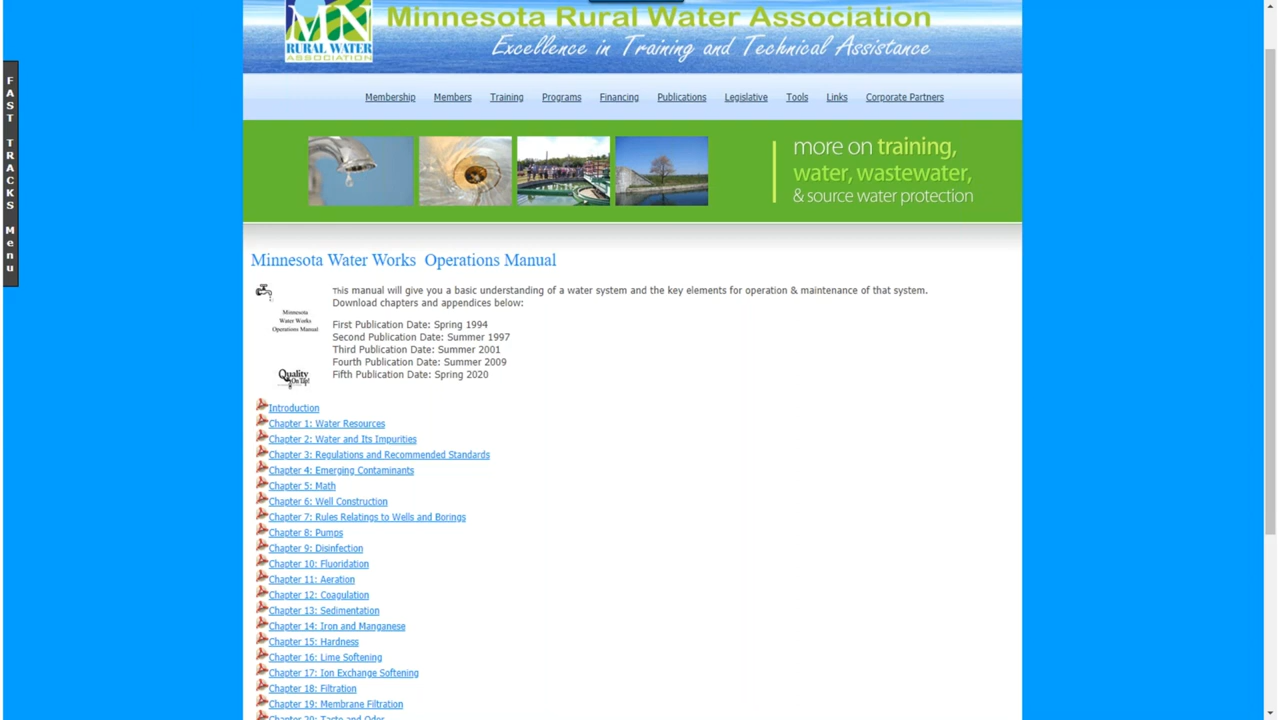 MN
RURAL WATER
ASSOCIATION
Minnesota Rural Water Association
Excellence in Training and Technical Assistance
FAST TRACKS Menu
Membership Members Training Programs Financing Publications Legislative Tools Links Corporate Partners
more on training,
water, wastewater,
& source water protection
Minnesota Water Works Operations Manual
This manual will give you a basic understanding of a water system and the key elements for operation & maintenance of that system.
Download chapters and appendices below:
Minnesota
Water Works
Operations Manual
Quality
On Tap!
First Publication Date: Spring 1994
Second Publication Date: Summer 1997
Third Publication Date: Summer 2001
Fourth Publication Date: Summer 2009
Fifth Publication Date: Spring 2020
Introduction
Chapter 1: Water Resources
Chapter 2: Water and Its Impurities
Chapter 3: Regulations and Recommended Standards
Chapter 4: Emerging Contaminants
Chapter 5: Math
Chapter 6: Well Construction
Chapter 7: Rules Relatings to Wells and Borings
Chapter 8: Pumps
Chapter 9: Disinfection
Chapter 10: Fluoridation
Chapter 11: Aeration
Chapter 12: Coagulation
Chapter 13: Sedimentation
Chapter 14: Iron and Manganese
Chapter 15: Hardness
Chapter 16: Lime Softening
Chapter 17: Ion Exchange Softening
Chapter 18: Filtration
Chapter 19: Membrane Filtration
Chapter 20: Taste and Odor